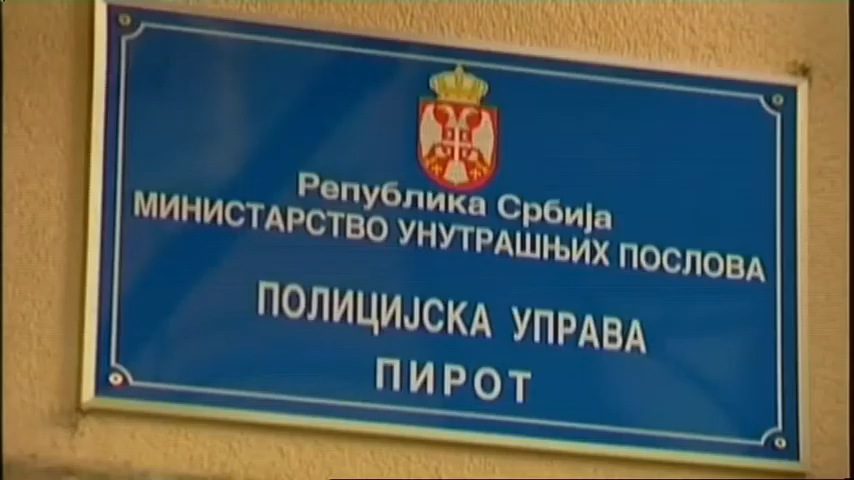 Република Србија
МИНИСТАРСТВО УНУТРАШЊИХ ПОСЛОВА
ПОЛИЦИЈСКА УПРАВА
ПИРОТ